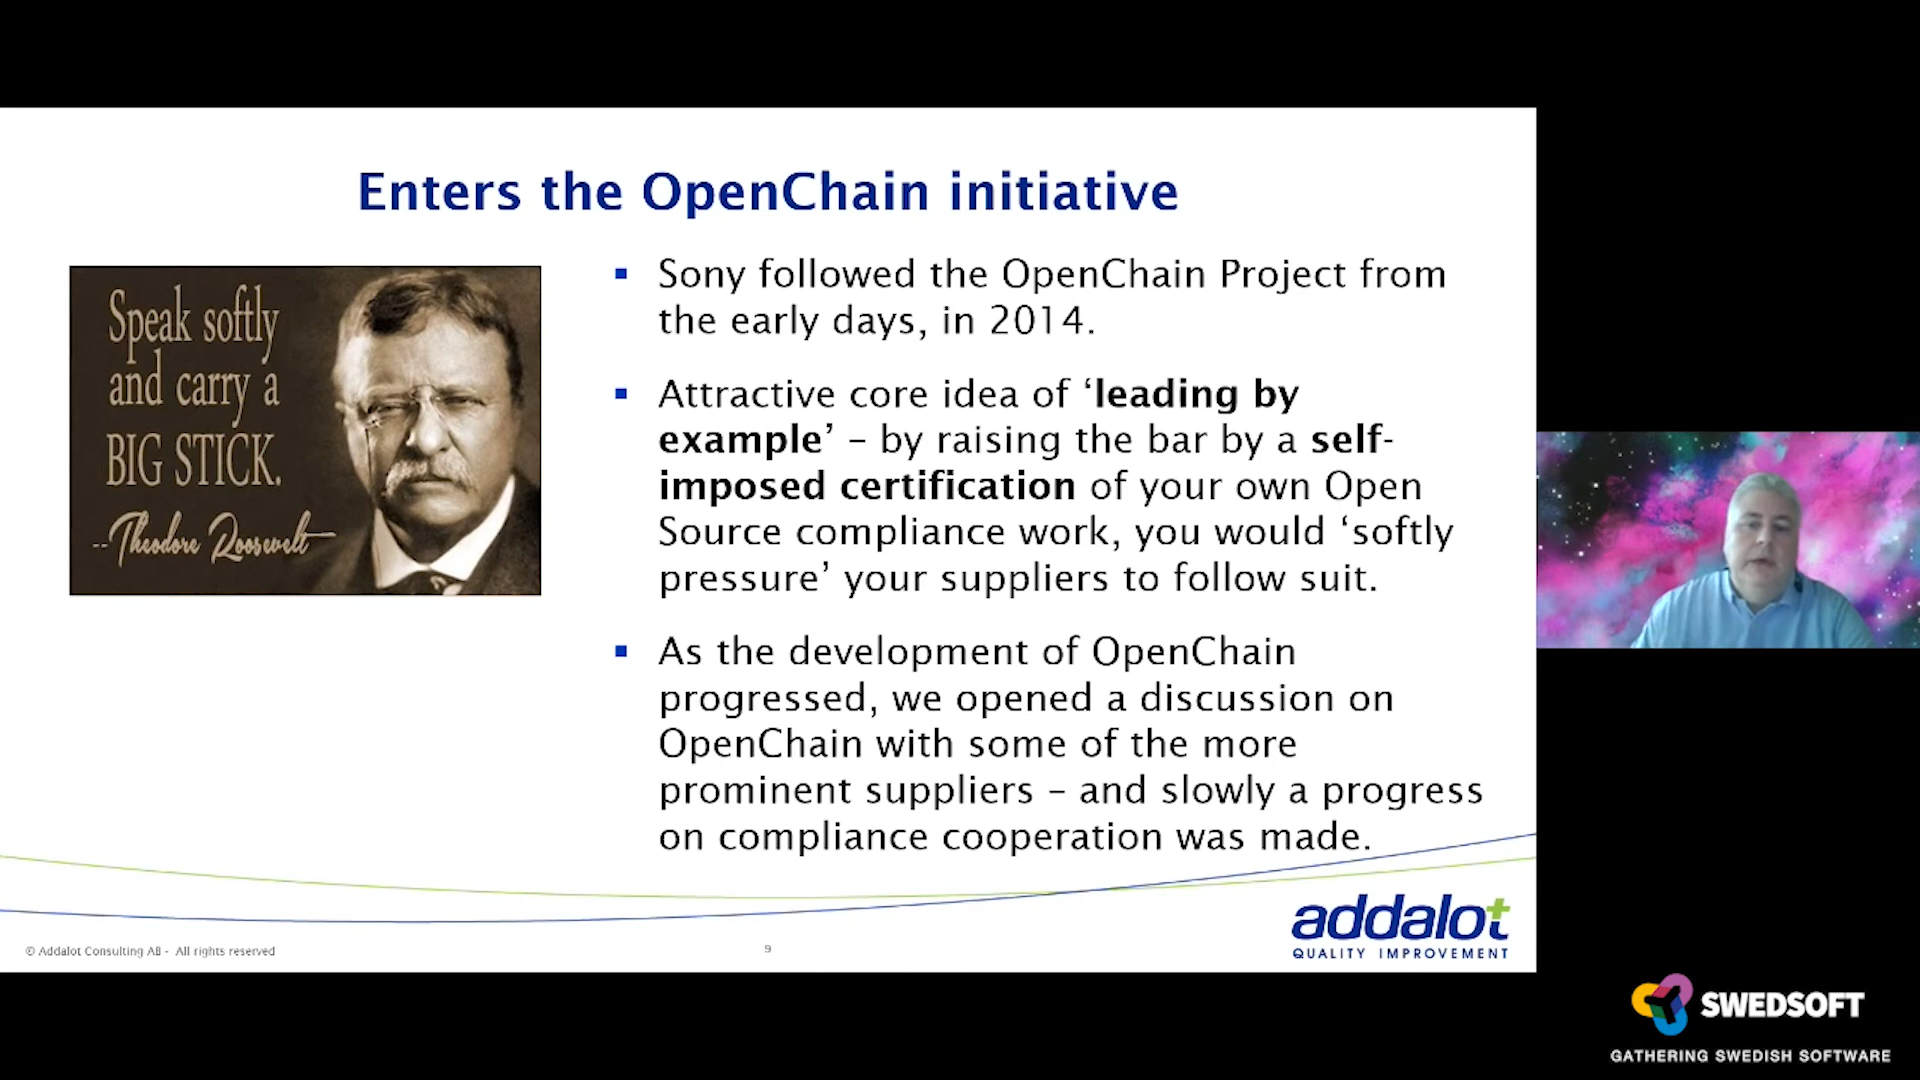 Enters the OpenChain initiative
Speak softly
and carry a
BIG STICK.
--Theodore Roosevelt
▪ Sony followed the OpenChain Project from
the early days, in 2014.
▪ Attractive core idea of ‘leading by
example’ – by raising the bar by a self-
imposed certification of your own Open
Source compliance work, you would ‘softly
pressure’ your suppliers to follow suit.
▪ As the development of OpenChain
progressed, we opened a discussion on
OpenChain with some of the more
prominent suppliers – and slowly a progress
on compliance cooperation was made.
addalot
QUALITY IMPROVEMENT
© Addalot Consulting AB - All rights reserved
9
SWEDSOFT
GATHERING SWEDISH SOFTWARE